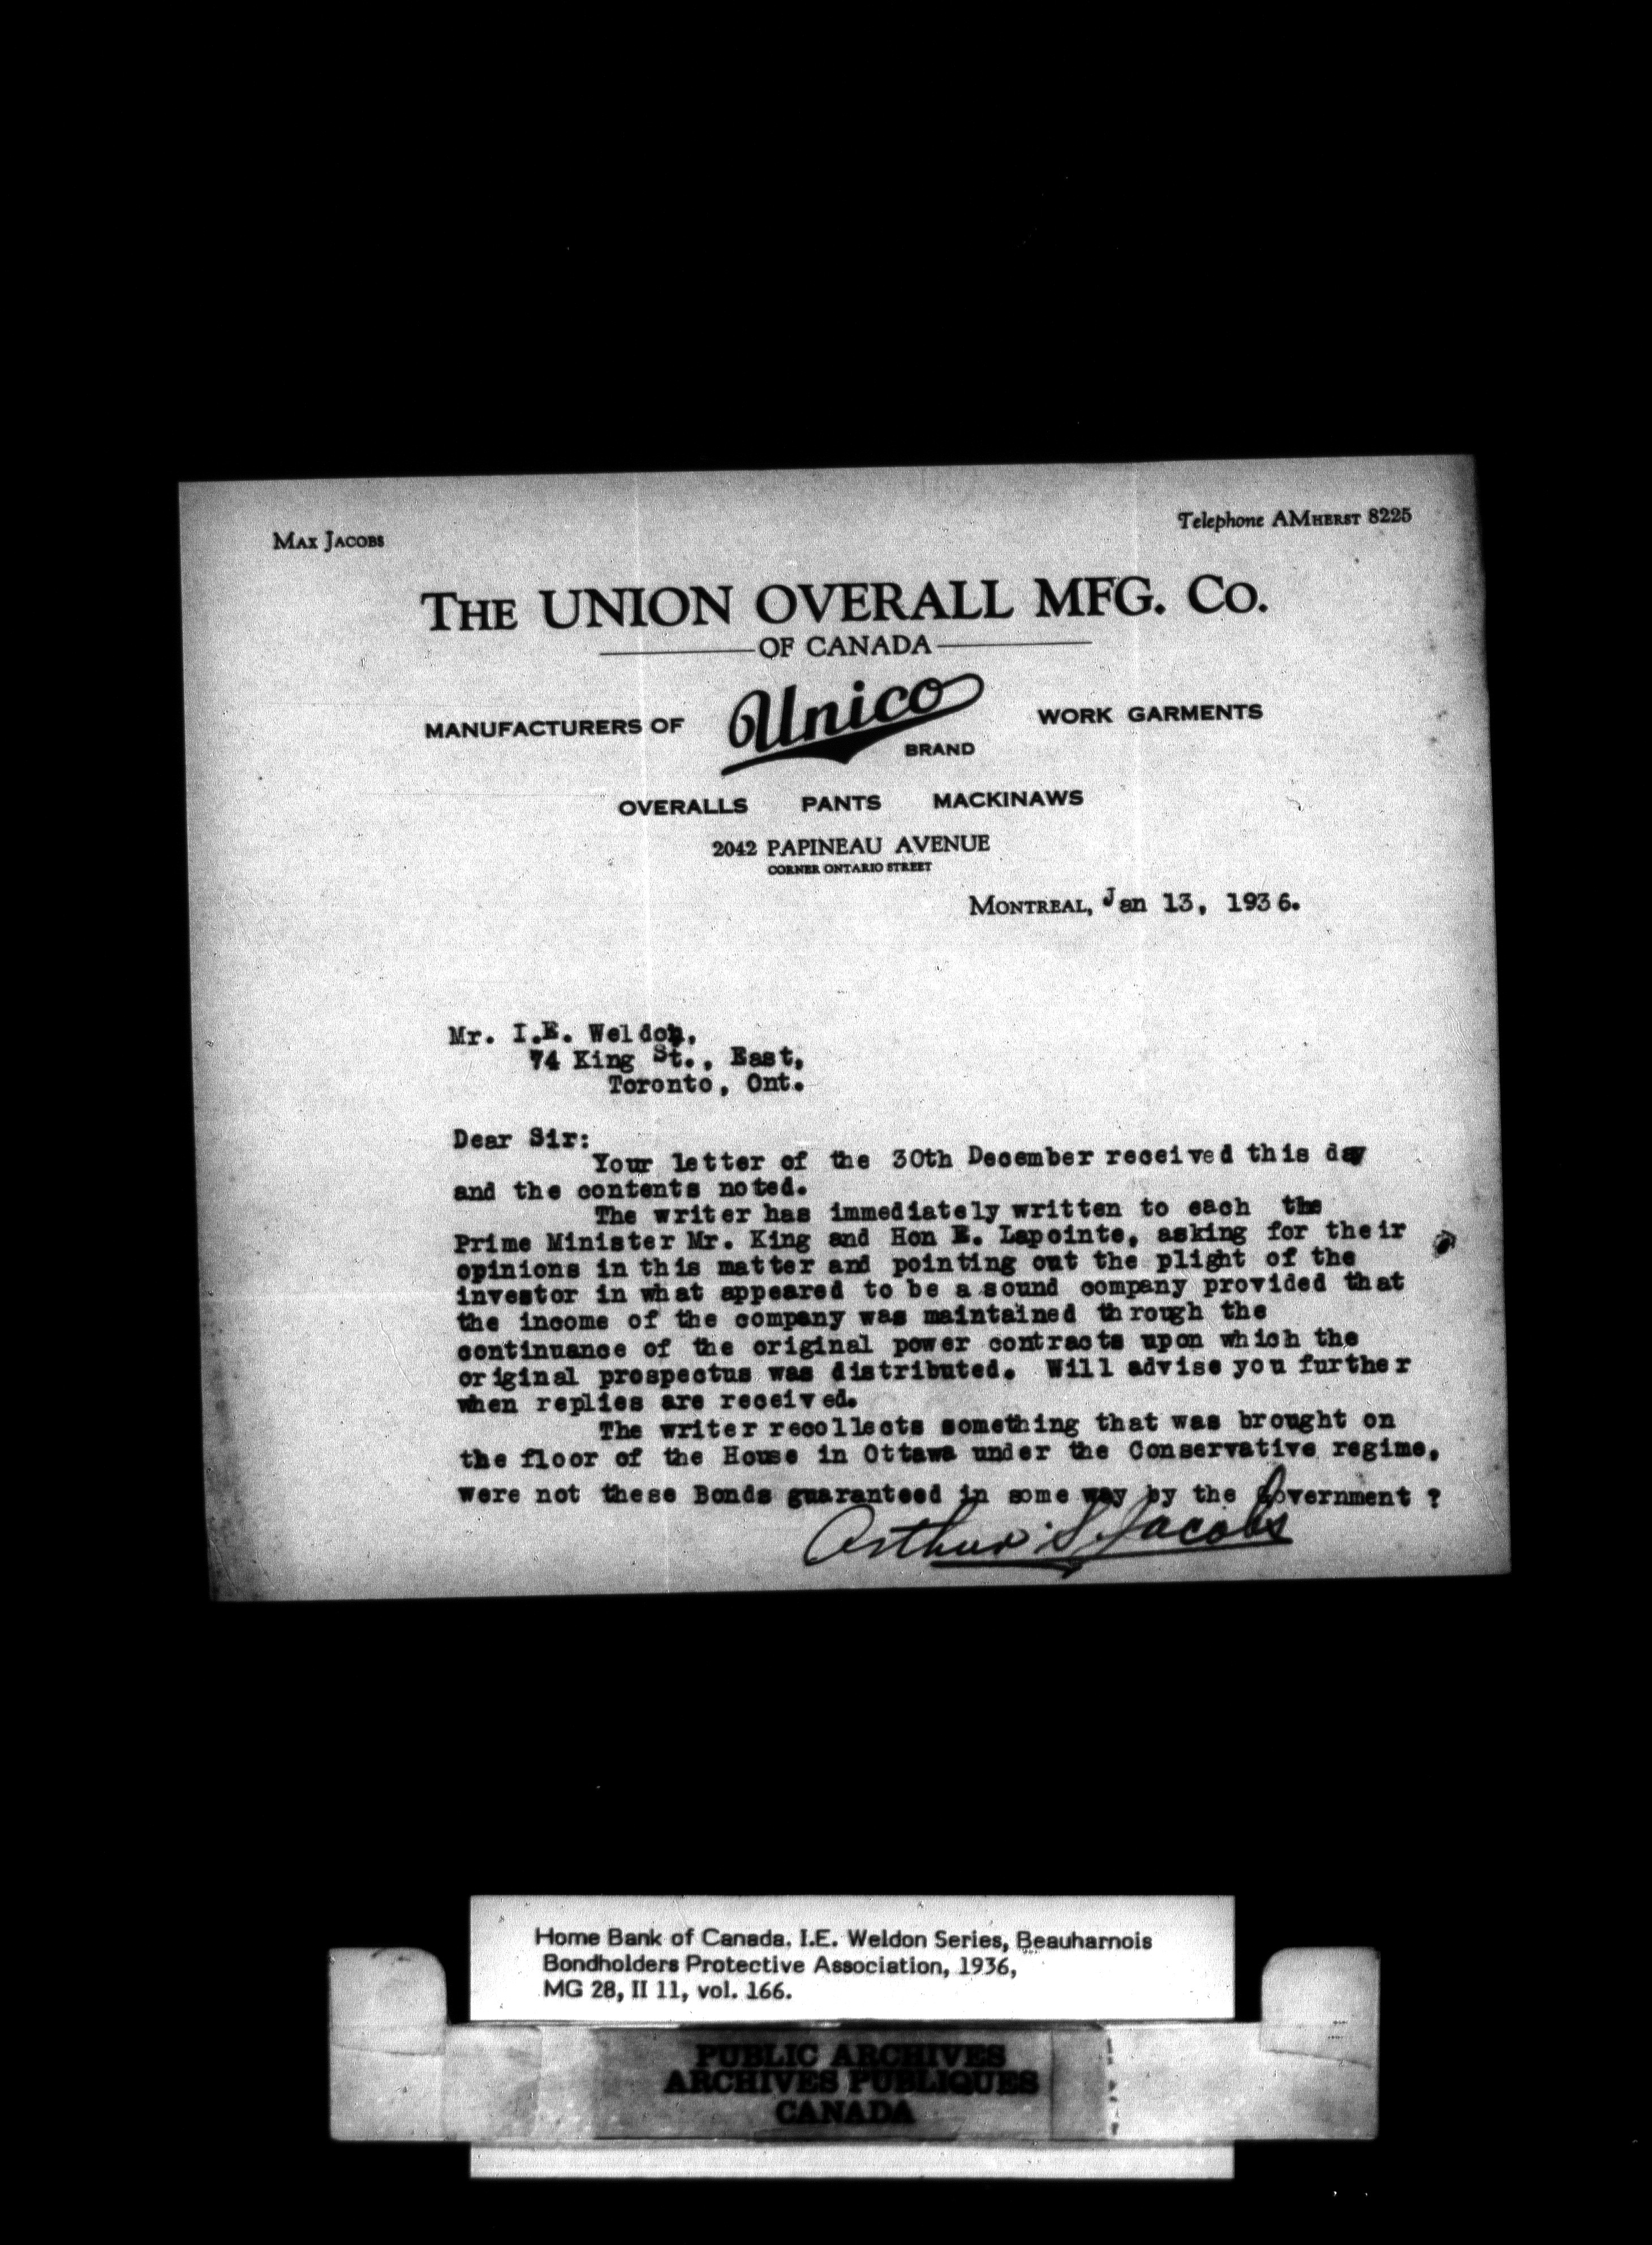 Max Jacobs
Telephone AMherst 8225
The UNION OVERALL MFG. Co.
OF CANADA
MANUFACTURERS OF Unico BRAND WORK GARMENTS
OVERALLS PANTS MACKINAWS
2042 PAPINEAU AVENUE
CORNER ONTARIO STREET
Montreal, Jan 13, 1936.
Mr. I.E. Weldon,
74 King St., East,
Toronto, Ont.
Dear Sir:
Your letter of the 30th December received this day
and the contents noted.
The writer has immediately written to each the
Prime Minister Mr. King and Hon E. Lapointe, asking for their
opinions in this matter and pointing out the plight of the
investor in what appeared to be a sound company provided that
the income of the company was maintained through the
continuance of the original power contracts upon which the
original prospectus was distributed. Will advise you further
when replies are received.
The writer recollects something that was brought on
the floor of the House in Ottawa under the Conservative regime,
were not these Bonds guaranteed in some way by the Government ?
Arthur S. Jacobs
Home Bank of Canada. I.E. Weldon Series, Beauharnois
Bondholders Protective Association, 1936,
MG 28, II 11, vol. 166.
PUBLIC ARCHIVES
ARCHIVES PUBLIQUES
CANADA